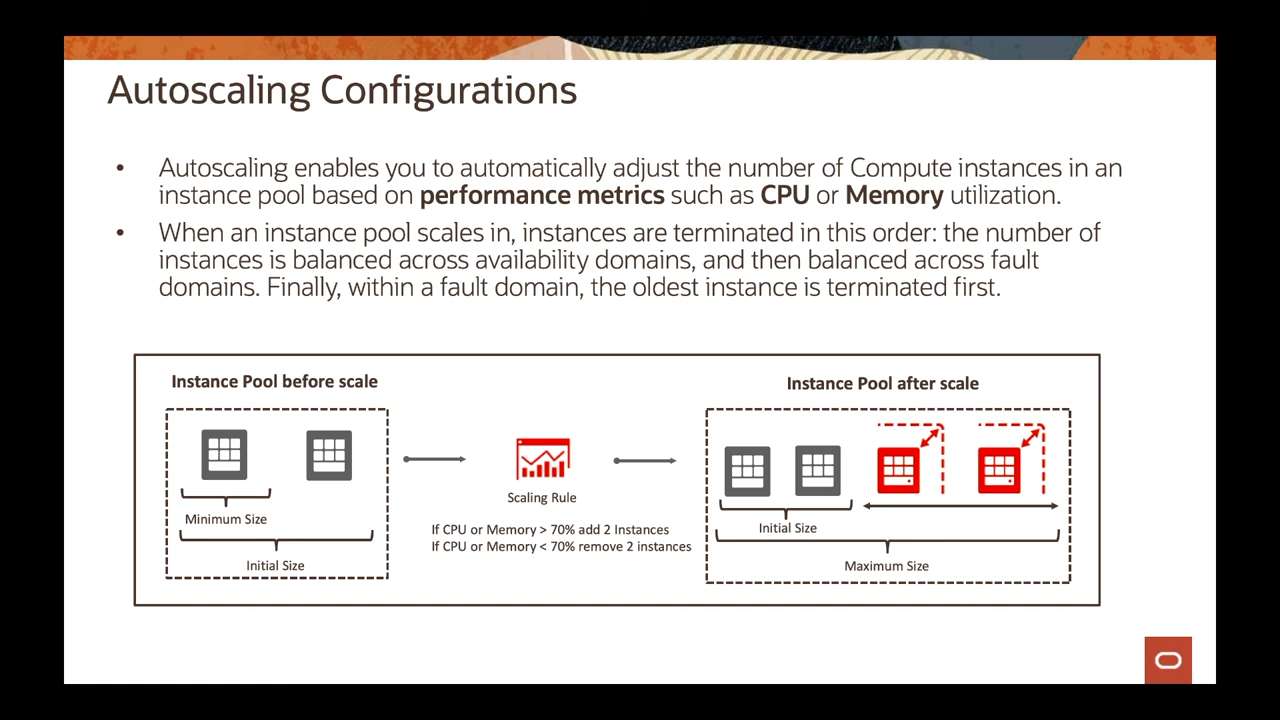 Autoscaling Configurations
• Autoscaling enables you to automatically adjust the number of Compute instances in an
instance pool based on performance metrics such as CPU or Memory utilization.
• When an instance pool scales in, instances are terminated in this order: the number of
instances is balanced across availability domains, and then balanced across fault
domains. Finally, within a fault domain, the oldest instance is terminated first.
Instance Pool before scale
Minimum Size
Initial Size
Scaling Rule
If CPU or Memory > 70% add 2 Instances
If CPU or Memory < 70% remove 2 instances
Instance Pool after scale
Initial Size
Maximum Size